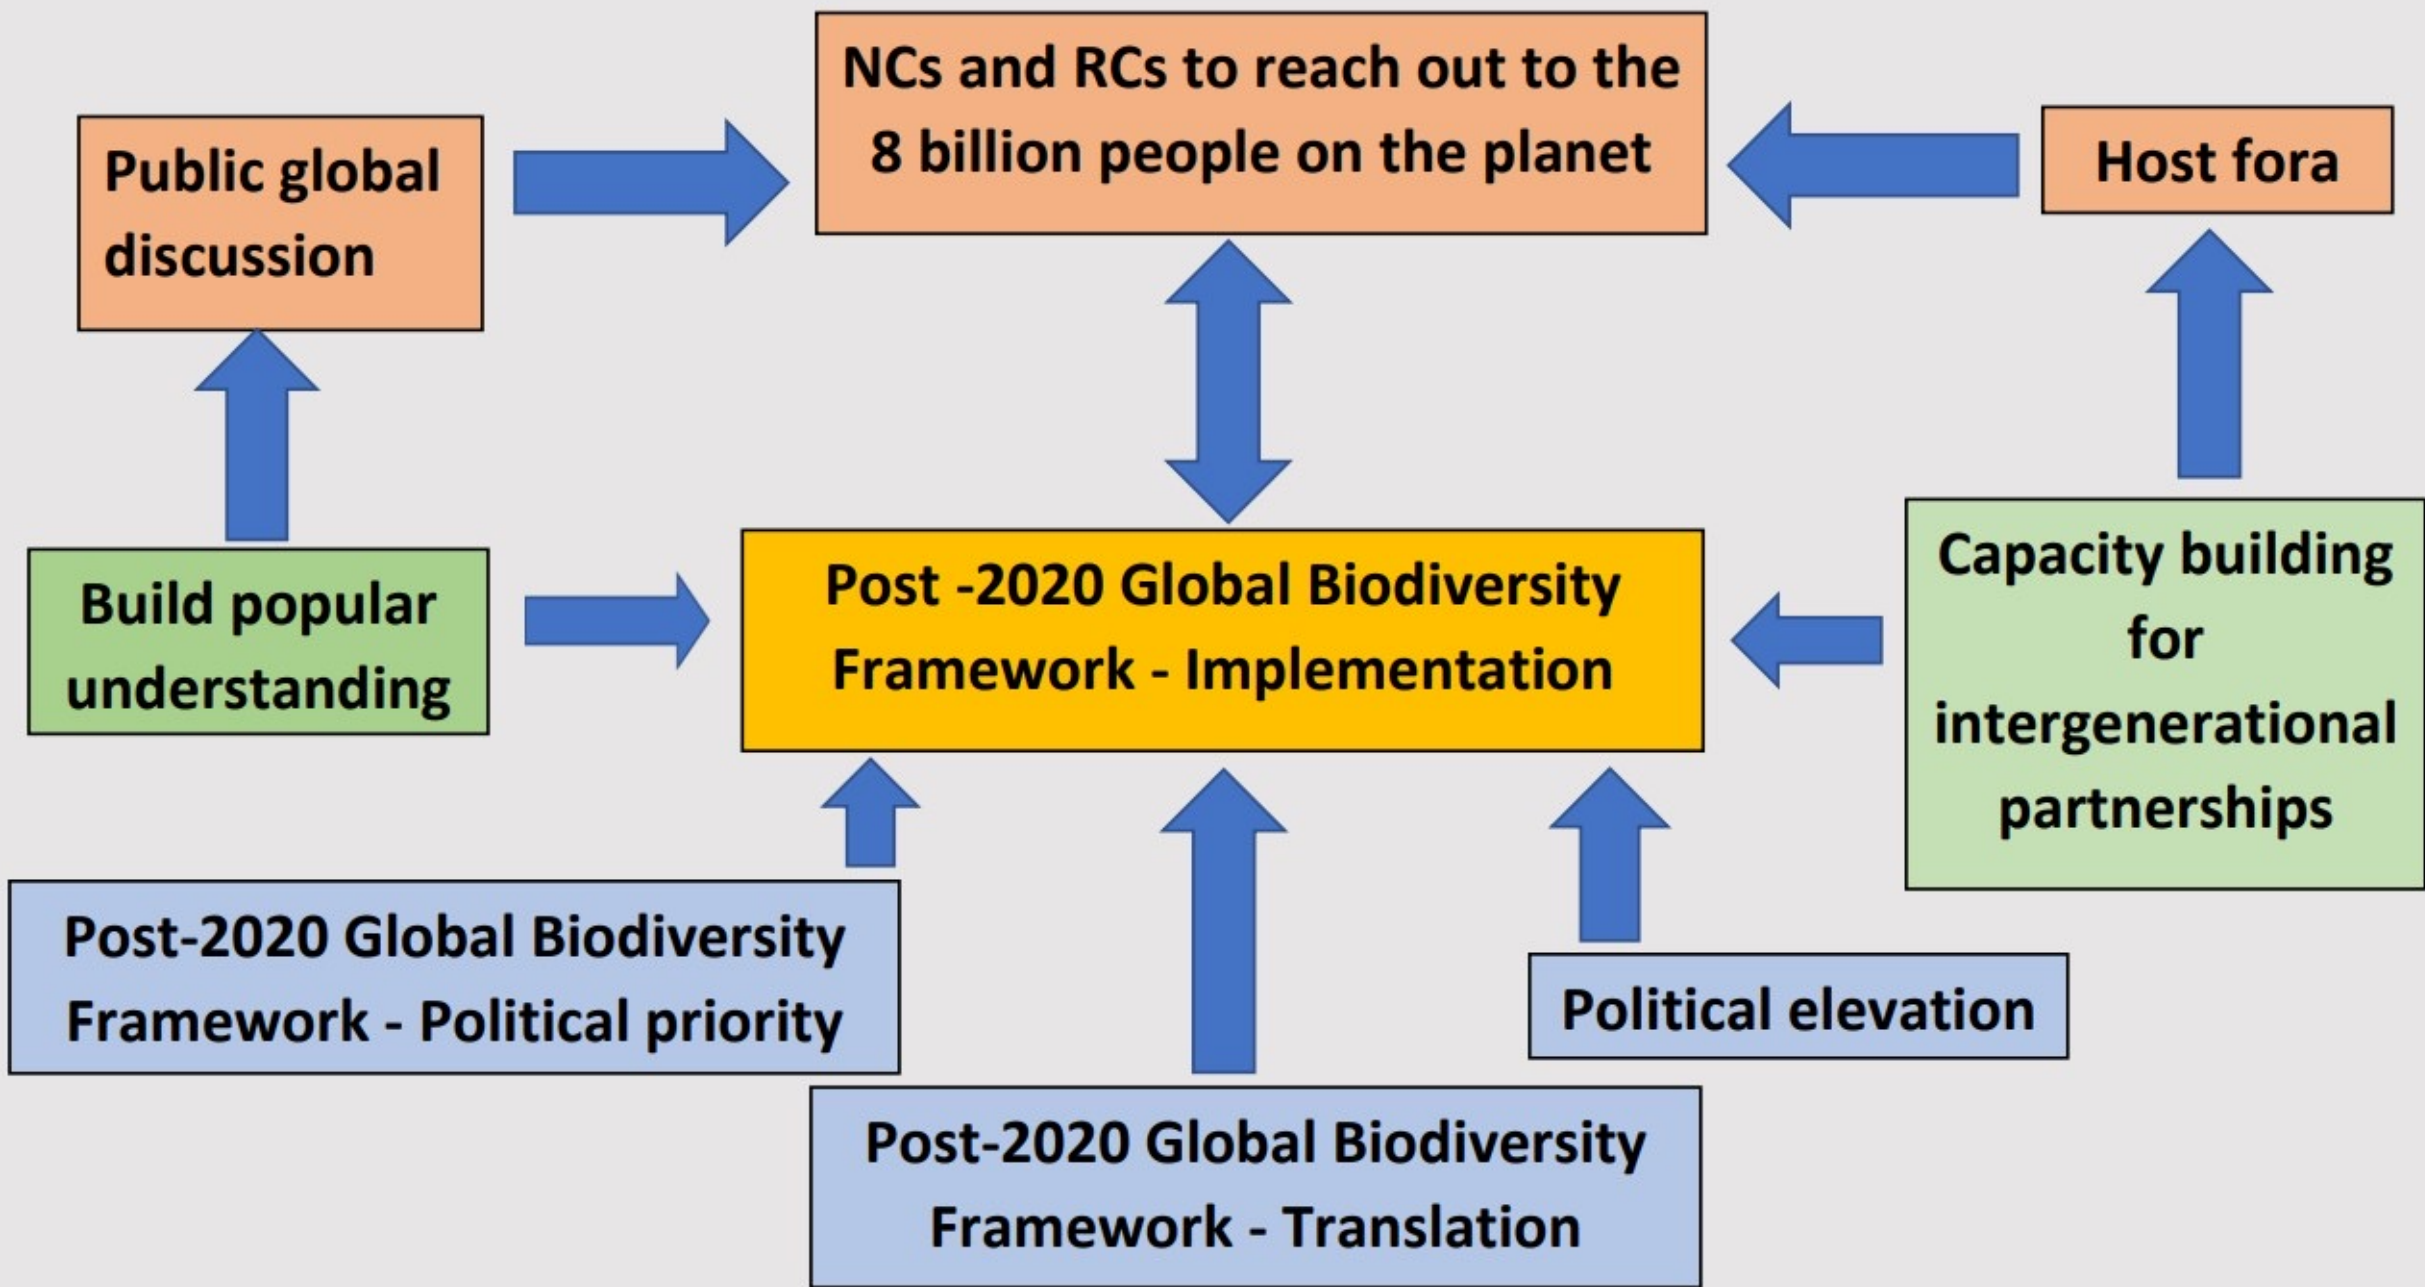 NCs and RCs to reach out to the
8 billion people on the planet
Public global
discussion
Host fora
Build popular
understanding
Post -2020 Global Biodiversity
Framework - Implementation
Capacity building
for
intergenerational
partnerships
Post-2020 Global Biodiversity
Framework - Political priority
Political elevation
Post-2020 Global Biodiversity
Framework - Translation